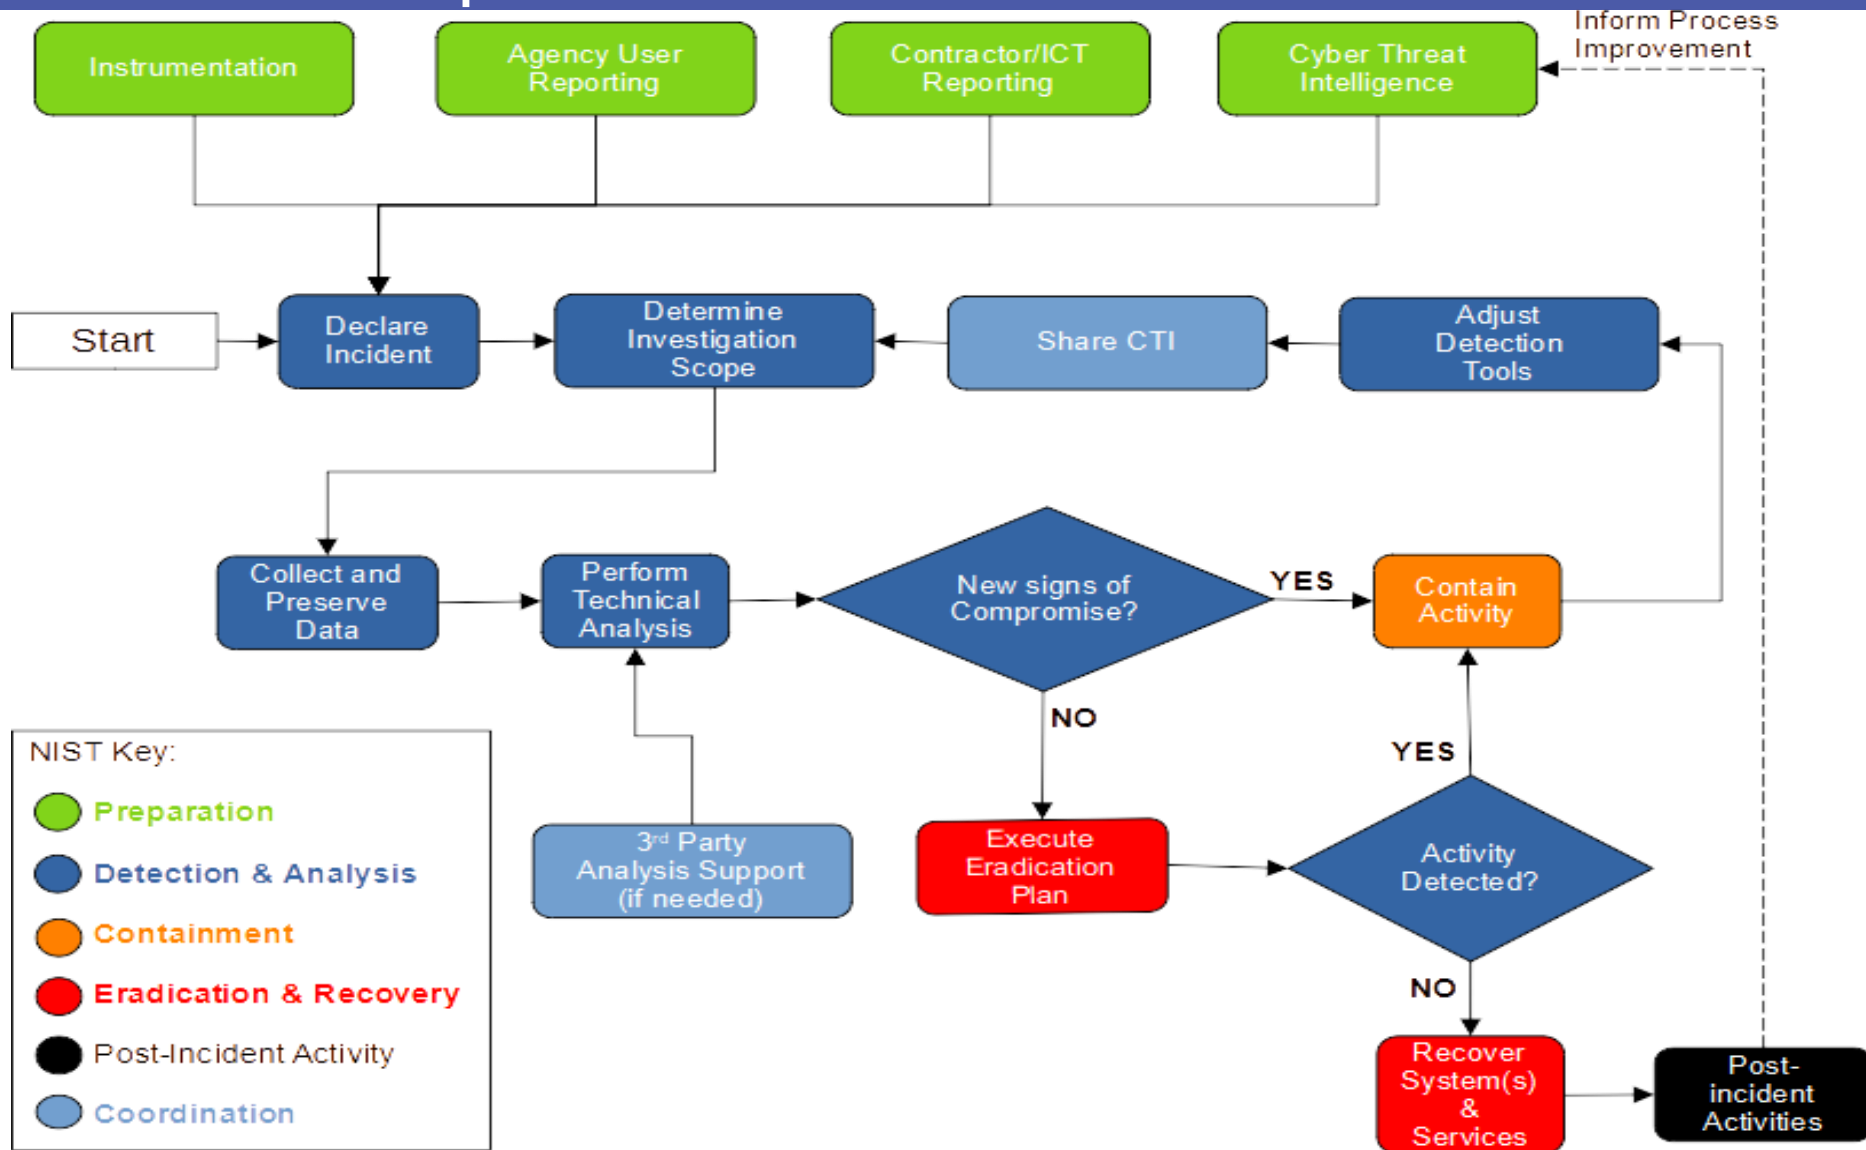 Inform Process
Improvement
Instrumentation
Agency User
Reporting
Contractor/ICT
Reporting
Cyber Threat
Intelligence
Start
Declare
Incident
Determine
Investigation
Scope
Share CTI
Adjust
Detection
Tools
Collect and
Preserve
Data
Perform
Technical
Analysis
New signs of
Compromise?
YES
Contain
Activity
NO
YES
NIST Key:
Preparation
Detection & Analysis
Containment
Eradication & Recovery
Post-Incident Activity
Coordination
3rd Party
Analysis Support
(if needed)
Execute
Eradication
Plan
Activity
Detected?
NO
Recover
System(s)
&
Services
Post-
incident
Activities